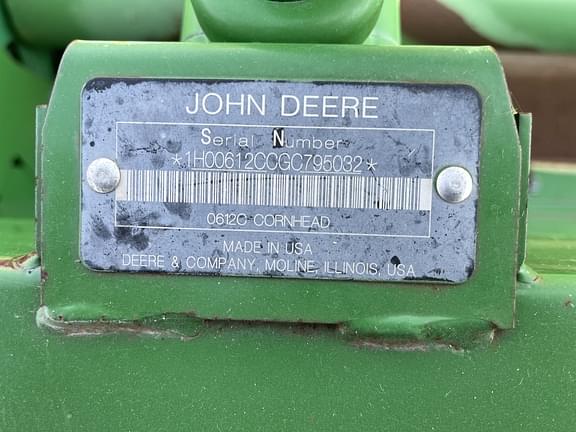 JOHN DEERE
Serial Number
*1H00612CCGC795032*
0612C CORNHEAD
MADE IN USA
DEERE & COMPANY, MOLINE, ILLINOIS, USA